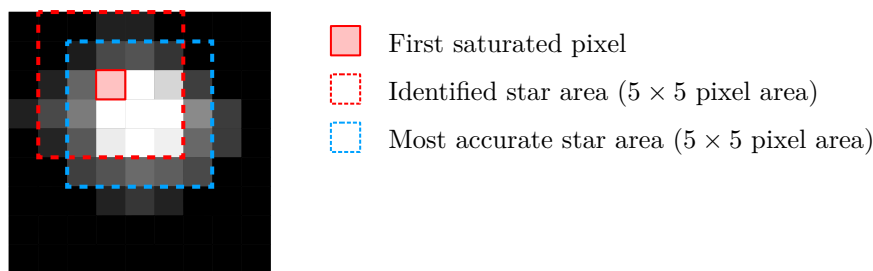 First saturated pixel
Identified star area (5 × 5 pixel area)
Most accurate star area (5 × 5 pixel area)